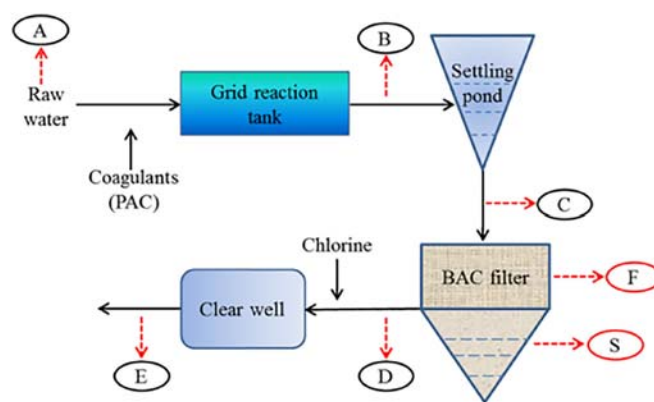 A
B
Raw
water
Grid reaction
tank
Settling
pond
Coagulants
(PAC)
C
Chlorine
Clear well
BAC filter
F
E
D
S